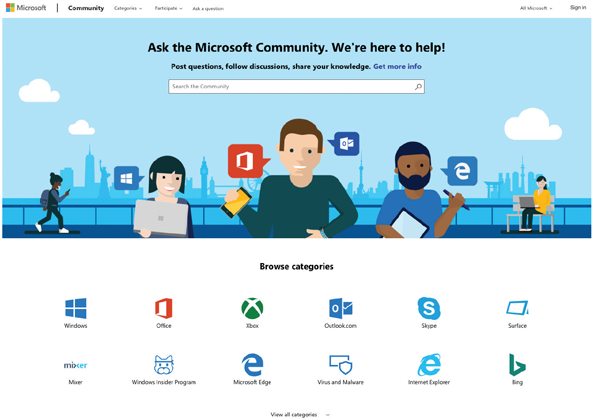 Microsoft Community Categories Participate Ask a question All Microsoft Sign in
Ask the Microsoft Community. We're here to help!
Post questions, follow discussions, share your knowledge. Get more info
Search the Community
Browse categories
Windows Office Xbox Outlook.com Skype Surface
mixer
Mixer Windows Insider Program Microsoft Edge Virus and Malware Internet Explorer Bing
View all categories